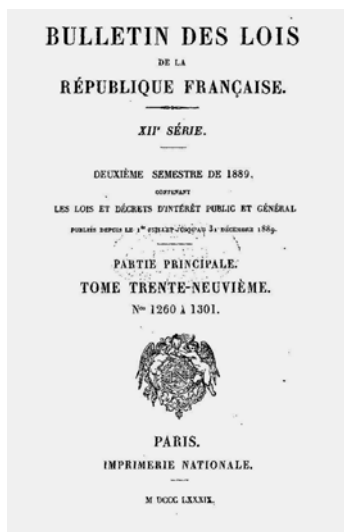 BULLETIN DES LOIS
DE LA
RÉPUBLIQUE FRANÇAISE.
XIIᵉ SÉRIE.
DEUXIÈME SEMESTRE DE 1889,
CONTENANT
LES LOIS ET DÉCRETS D'INTÉRÊT PUBLIC ET GÉNÉRAL
PUBLIÉS DEPUIS LE 1ᵉʳ JUILLET JUSQU'AU 31 DÉCEMBRE 1889.
PARTIE PRINCIPALE.
TOME TRENTE-NEUVIÈME.
Nᵒˢ 1260 À 1301.
PARIS.
IMPRIMERIE NATIONALE.
M DCCC LXXXIX.